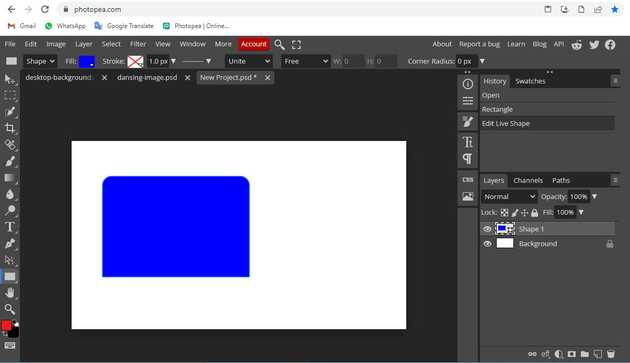 photopea.com
Gmail WhatsApp Google Translate Photopea | Online...
File Edit Image Layer Select Filter View Window More Account About Report a bug Learn Blog API
Shape Fill: Stroke: 1.0 px Unite Free W: 0 H: 0 Corner Radius: 0 px
desktop-background. dansing-image.psd New Project.psd *
History Swatches
Open
Rectangle
Edit Live Shape
CSS
Layers Channels Paths
Normal Opacity: 100%
Lock: Fill: 100%
Shape 1
Background